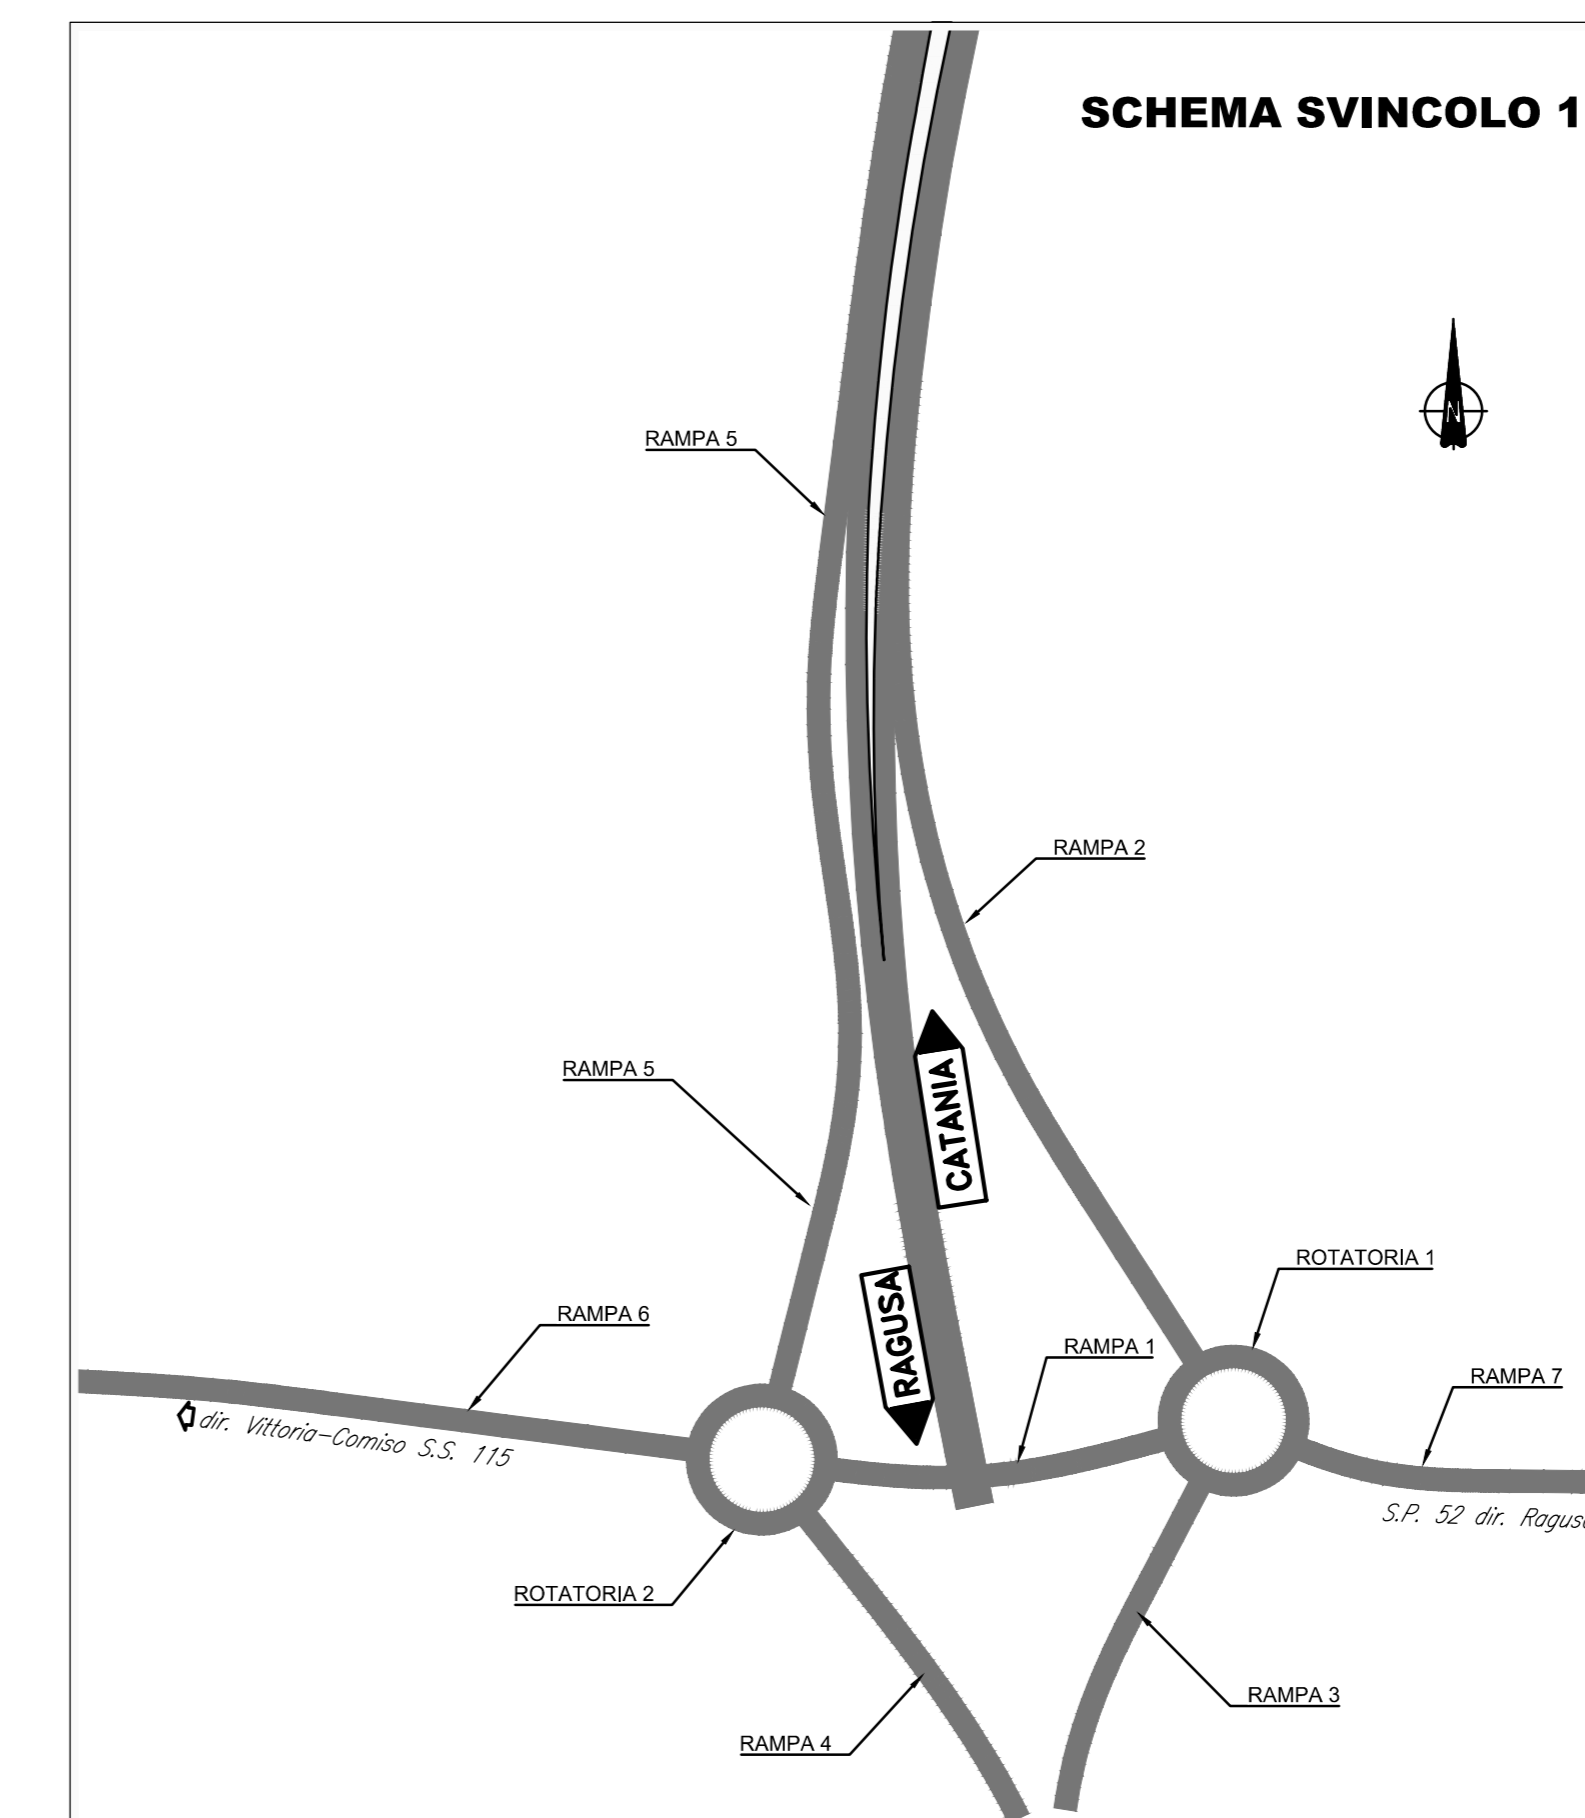 SCHEMA SVINCOLO 1
N
RAMPA 5
RAMPA 2
CATANIA
RAMPA 5
ROTATORIA 1
RAGUSA
RAMPA 6
RAMPA 1
RAMPA 7
dir. Vittoria-Comiso S.S. 115
S.P. 52 dir. Ragusa
ROTATORIA 2
RAMPA 3
RAMPA 4